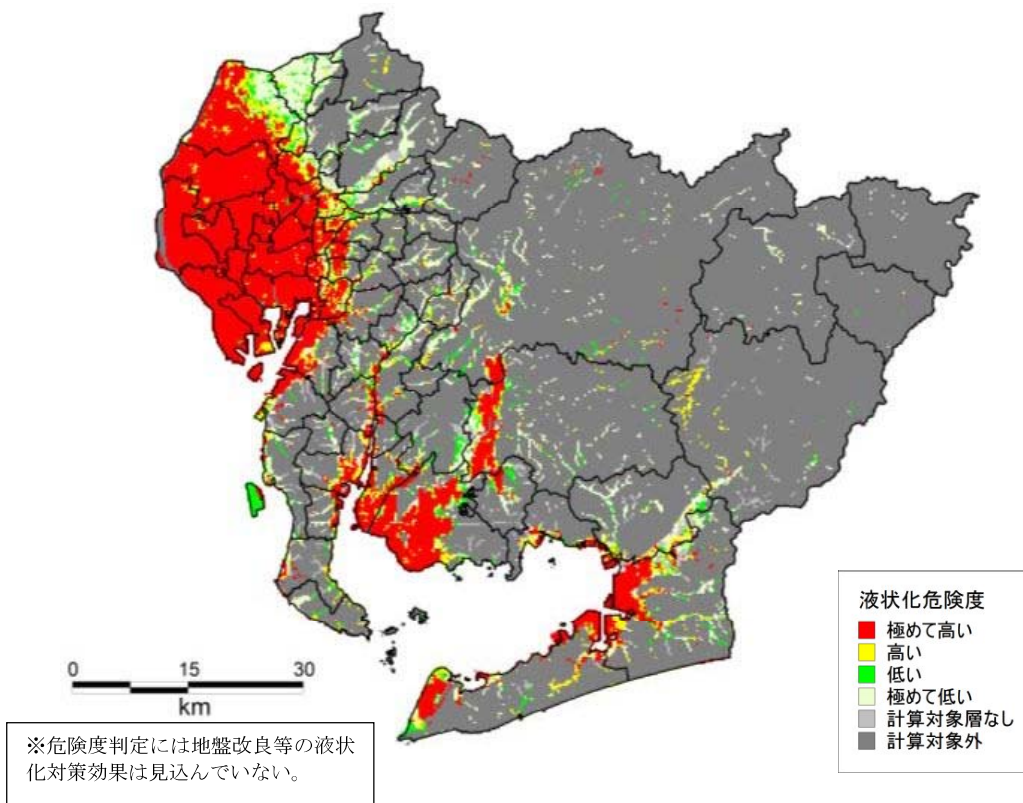 0 15 30
km
※危険度判定には地盤改良等の液状
化対策効果は見込んでいない。
液状化危険度
極めて高い
高い
低い
極めて低い
計算対象層なし
計算対象外